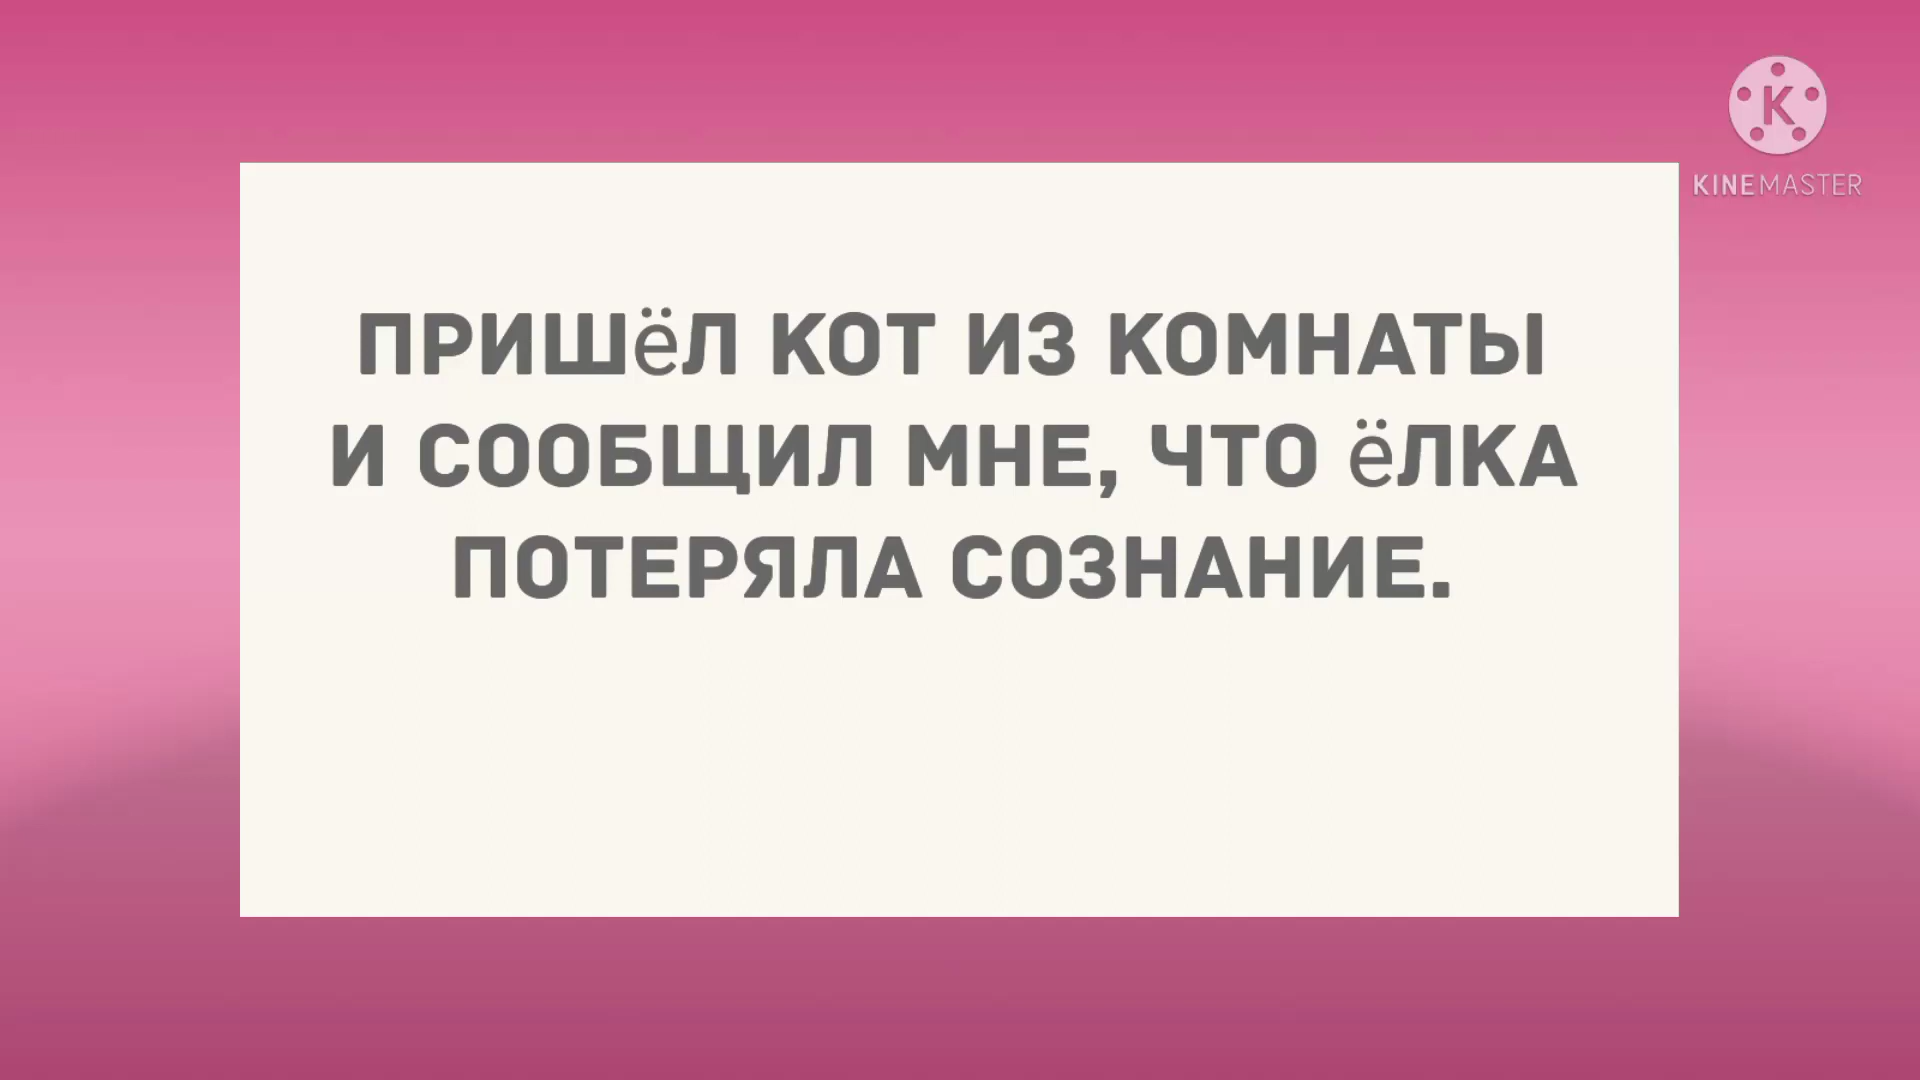 K
KINEMASTER
ПРИШёЛ КОТ ИЗ КОМНАТЫ
И СООБЩИЛ МНЕ, ЧТО ёЛКА
ПОТЕРЯЛА СОЗНАНИЕ.